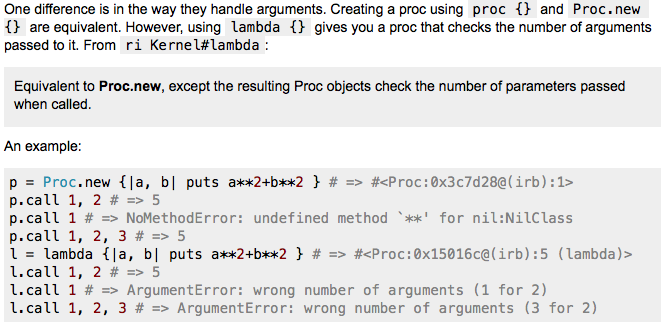 One difference is in the way they handle arguments. Creating a proc using proc {} and Proc.new
{} are equivalent. However, using lambda {} gives you a proc that checks the number of arguments
passed to it. From ri Kernel#lambda :
Equivalent to Proc.new, except the resulting Proc objects check the number of parameters passed
when called.
An example:
p = Proc.new {|a, b| puts a**2+b**2 } # => #<Proc:0x3c7d28@(irb):1>
p.call 1, 2 # => 5
p.call 1 # => NoMethodError: undefined method `**' for nil:NilClass
p.call 1, 2, 3 # => 5
l = lambda {|a, b| puts a**2+b**2 } # => #<Proc:0x15016c@(irb):5 (lambda)>
l.call 1, 2 # => 5
l.call 1 # => ArgumentError: wrong number of arguments (1 for 2)
l.call 1, 2, 3 # => ArgumentError: wrong number of arguments (3 for 2)